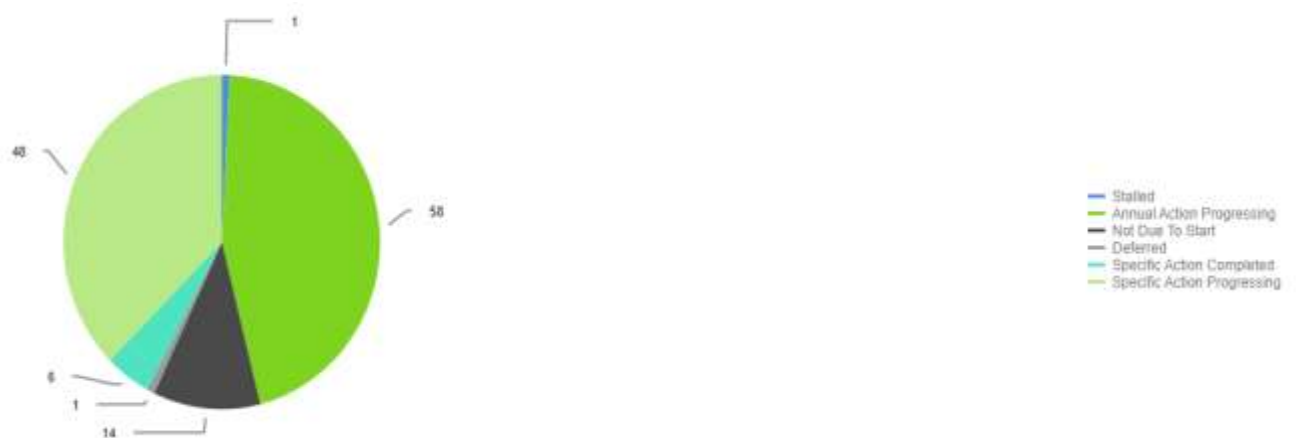 1
48
58
Stalled
Annual Action Progressing
Not Due To Start
Deferred
Specific Action Completed
Specific Action Progressing
6
1
14